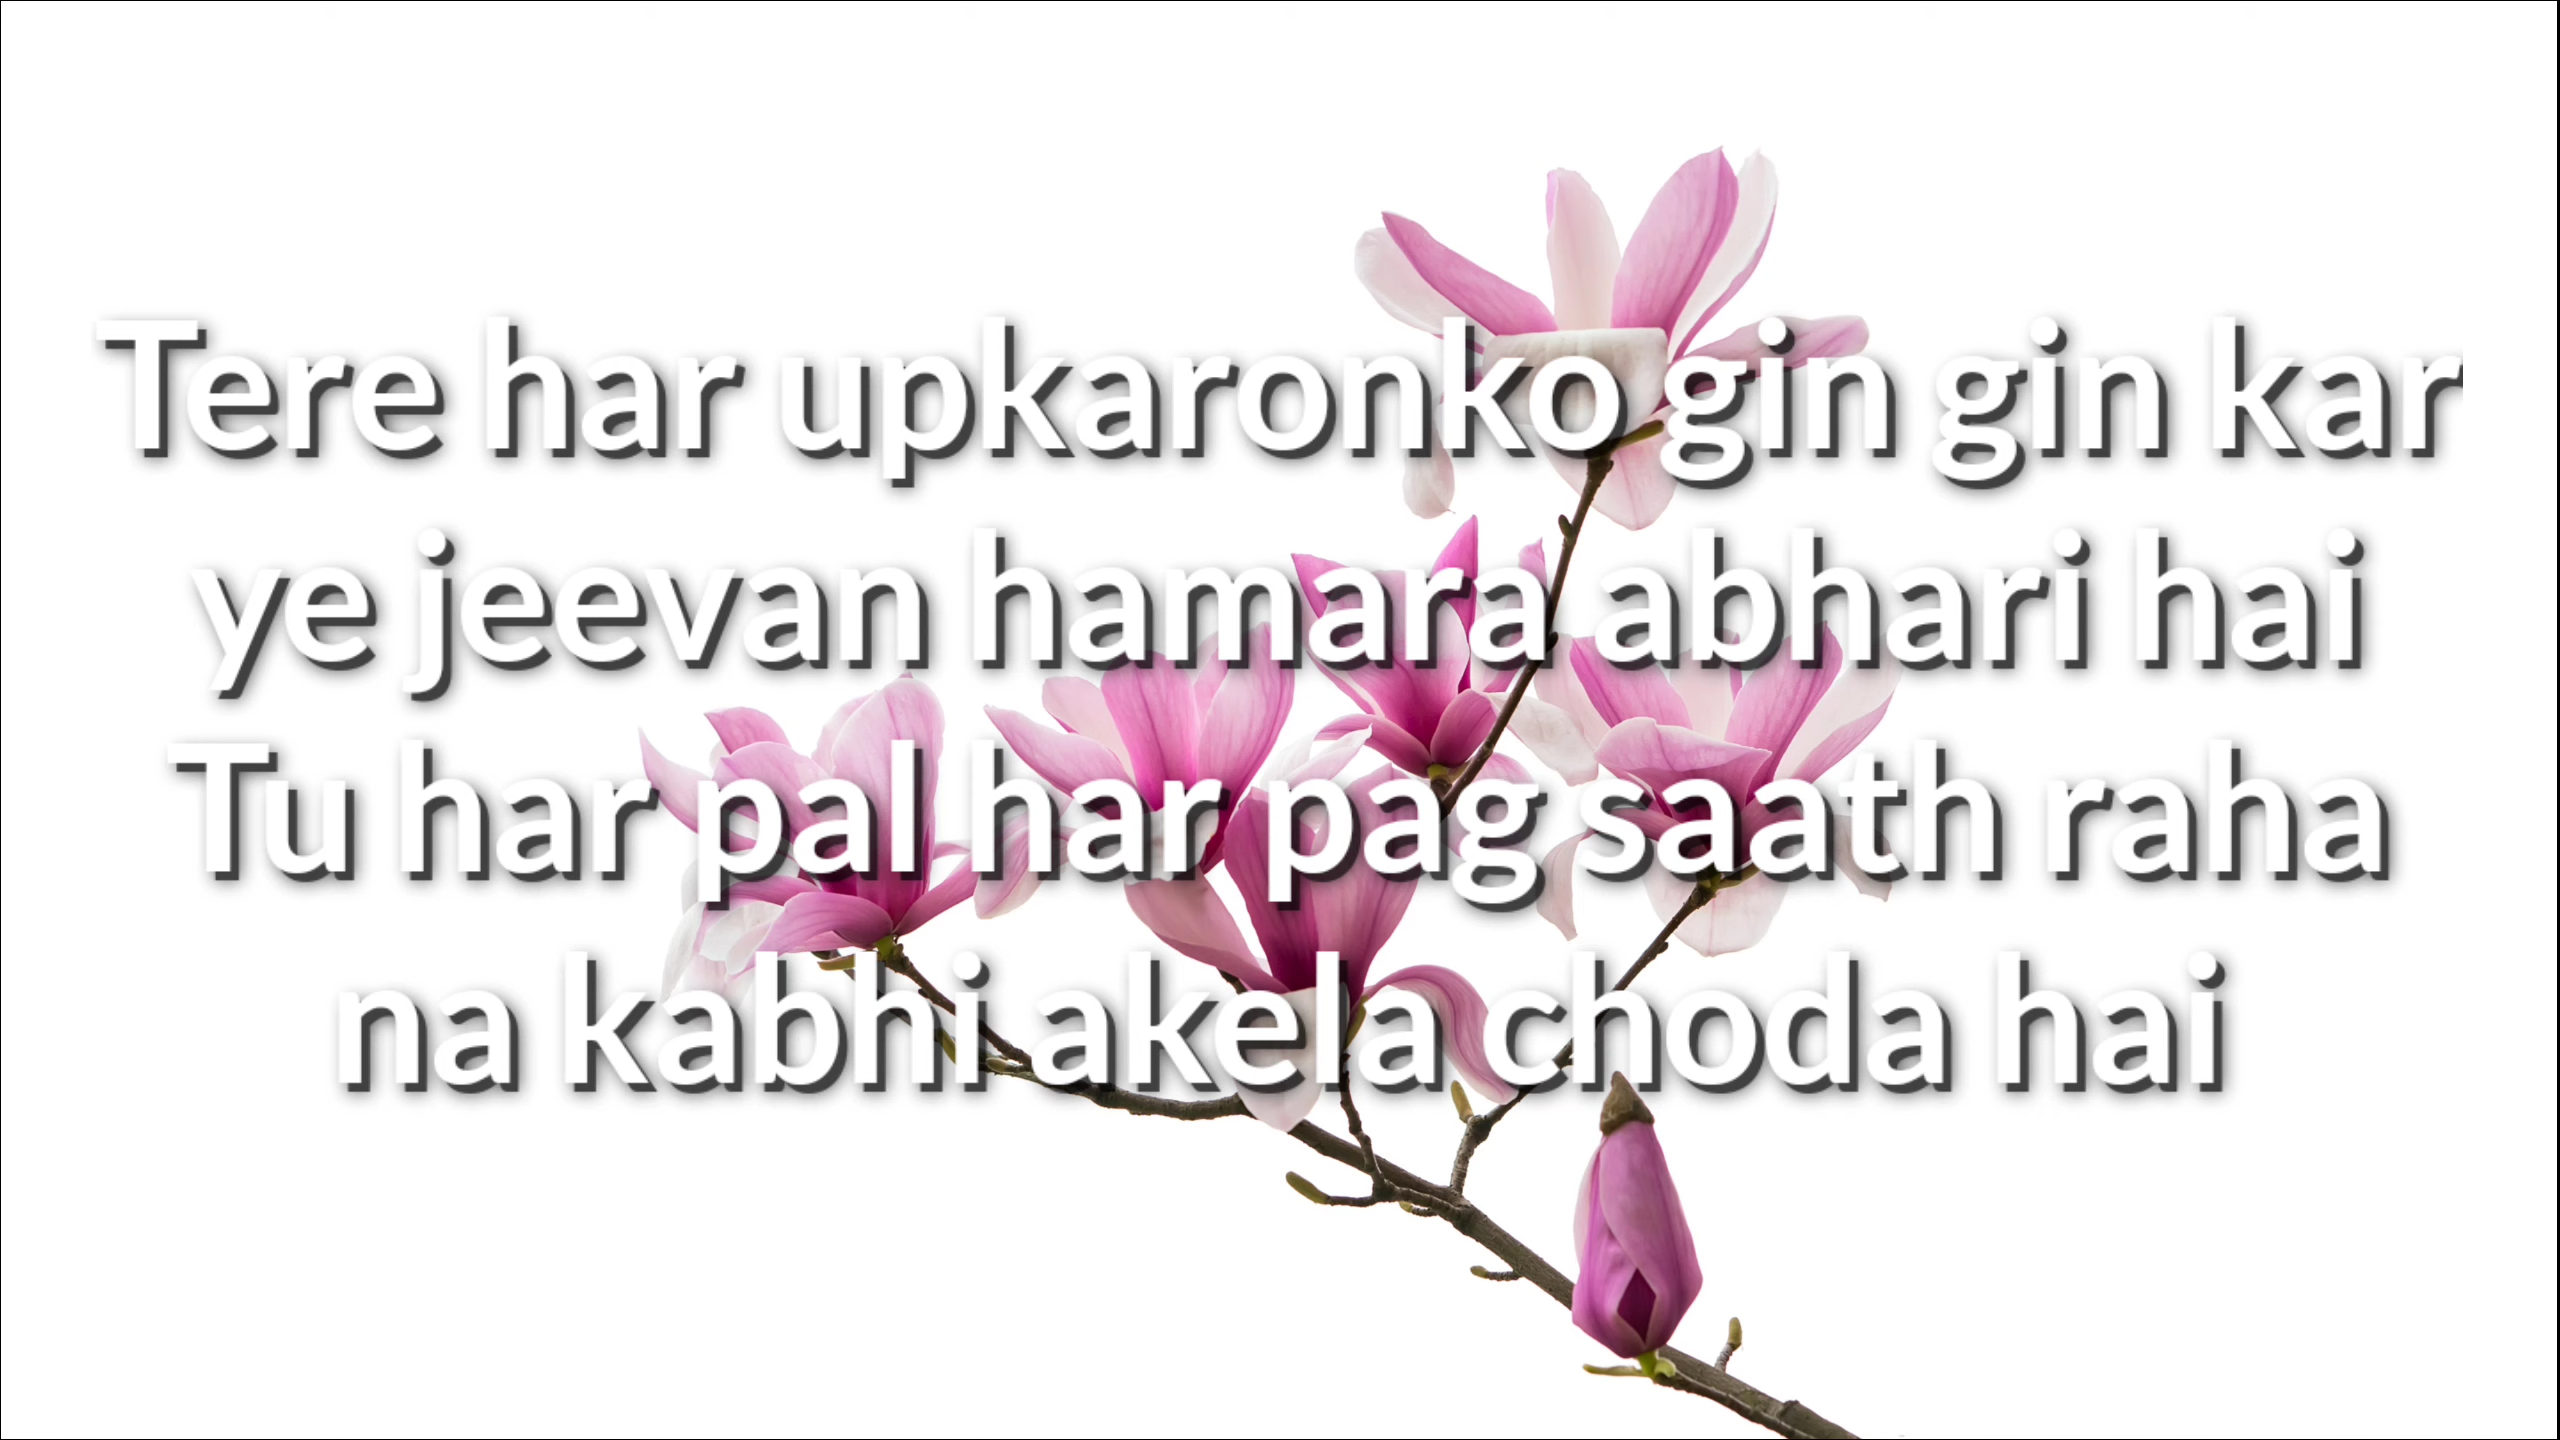 Tere har upkaronko gin gin kar
ye jeevan hamara abhari hai
Tu har pal har pag saath raha
na kabhi akela choda hai